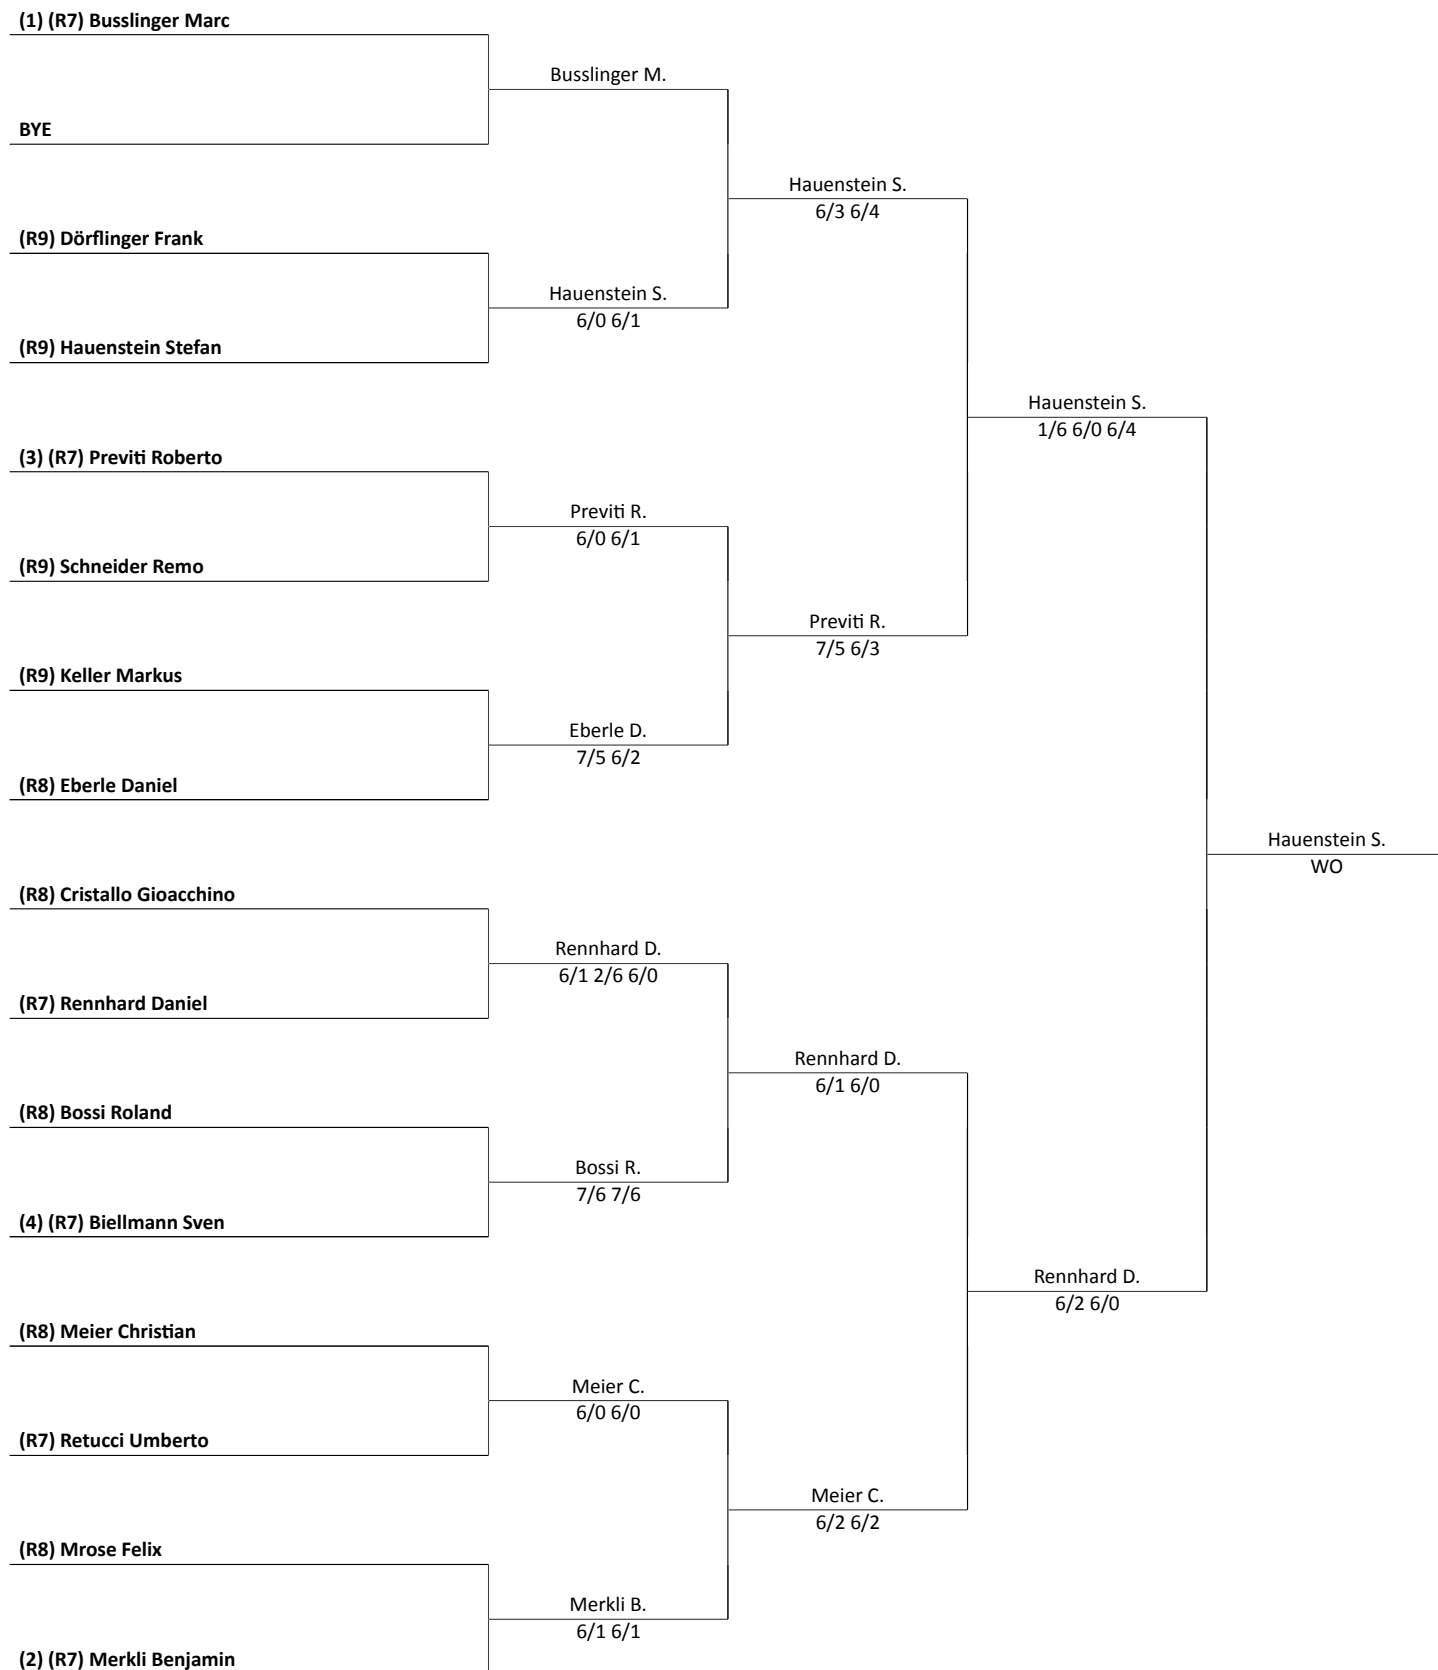 (1) (R7) Busslinger Marc
Busslinger M.
BYE
Hauenstein S.
6/3 6/4
(R9) Dörflinger Frank
Hauenstein S.
6/0 6/1
(R9) Hauenstein Stefan
Hauenstein S.
1/6 6/0 6/4
(3) (R7) Previti Roberto
Previti R.
6/0 6/1
(R9) Schneider Remo
Previti R.
7/5 6/3
(R9) Keller Markus
Eberle D.
7/5 6/2
(R8) Eberle Daniel
Hauenstein S.
WO
(R8) Cristallo Gioacchino
Rennhard D.
6/1 2/6 6/0
(R7) Rennhard Daniel
Rennhard D.
6/1 6/0
(R8) Bossi Roland
Bossi R.
7/6 7/6
(4) (R7) Biellmann Sven
Rennhard D.
6/2 6/0
(R8) Meier Christian
Meier C.
6/0 6/0
(R7) Retucci Umberto
Meier C.
6/2 6/2
(R8) Mrose Felix
Merkli B.
6/1 6/1
(2) (R7) Merkli Benjamin